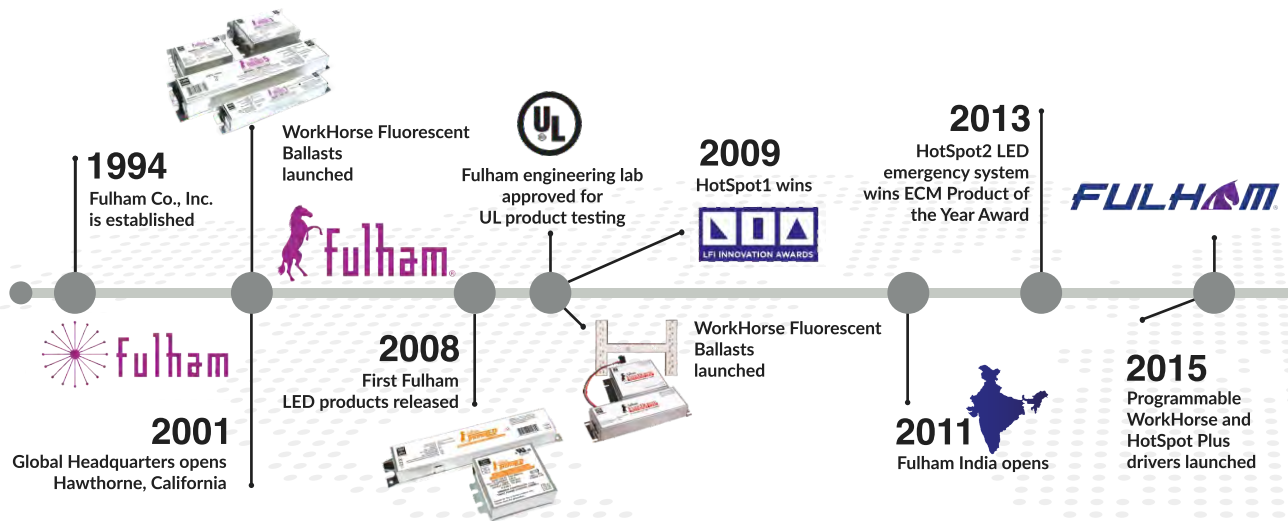 1994
Fulham Co., Inc.
is established
fulham
WorkHorse Fluorescent
Ballasts
launched
fulham®
2001
Global Headquarters opens
Hawthorne, California
2008
First Fulham
LED products released
UL
Fulham engineering lab
approved for
UL product testing
2009
HotSpot1 wins
LFI INNOVATION AWARDS
WorkHorse Fluorescent
Ballasts
launched
2011
Fulham India opens
2013
HotSpot2 LED
emergency system
wins ECM Product of
the Year Award
FULHAM
2015
Programmable
WorkHorse and
HotSpot Plus
drivers launched